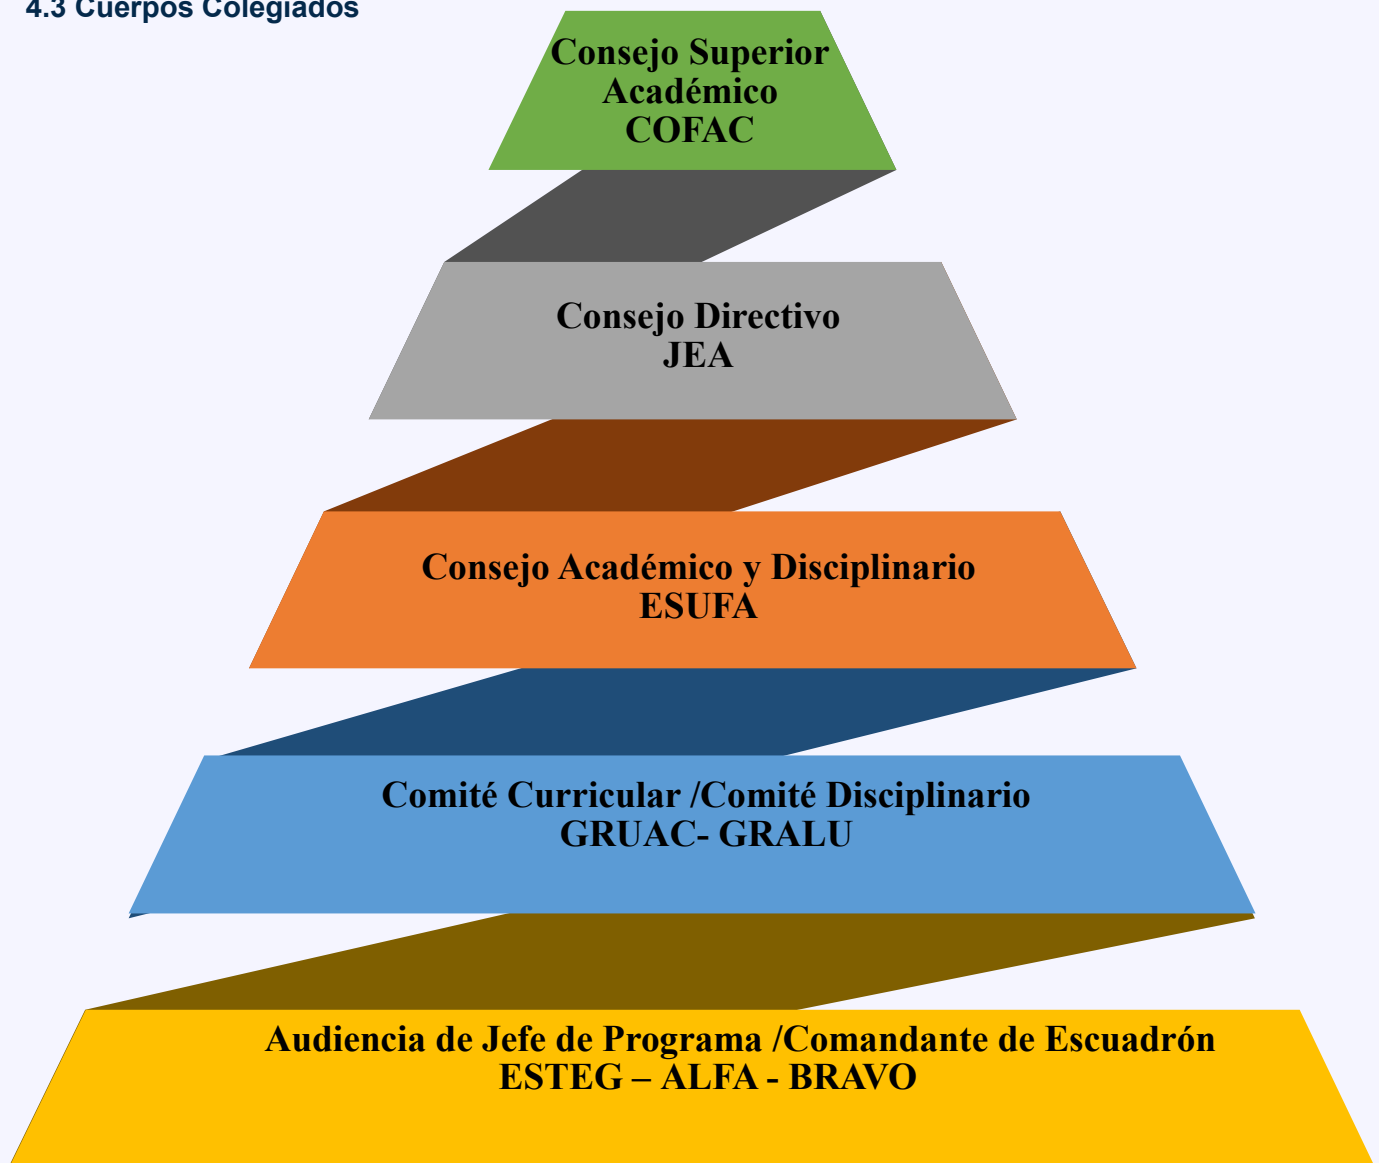 4.3 Cuerpos Colegiados
Consejo Superior
Académico
COFAC
Consejo Directivo
JEA
Consejo Académico y Disciplinario
ESUFA
Comité Curricular /Comité Disciplinario
GRUAC- GRALU
Audiencia de Jefe de Programa /Comandante de Escuadrón
ESTEG – ALFA - BRAVO